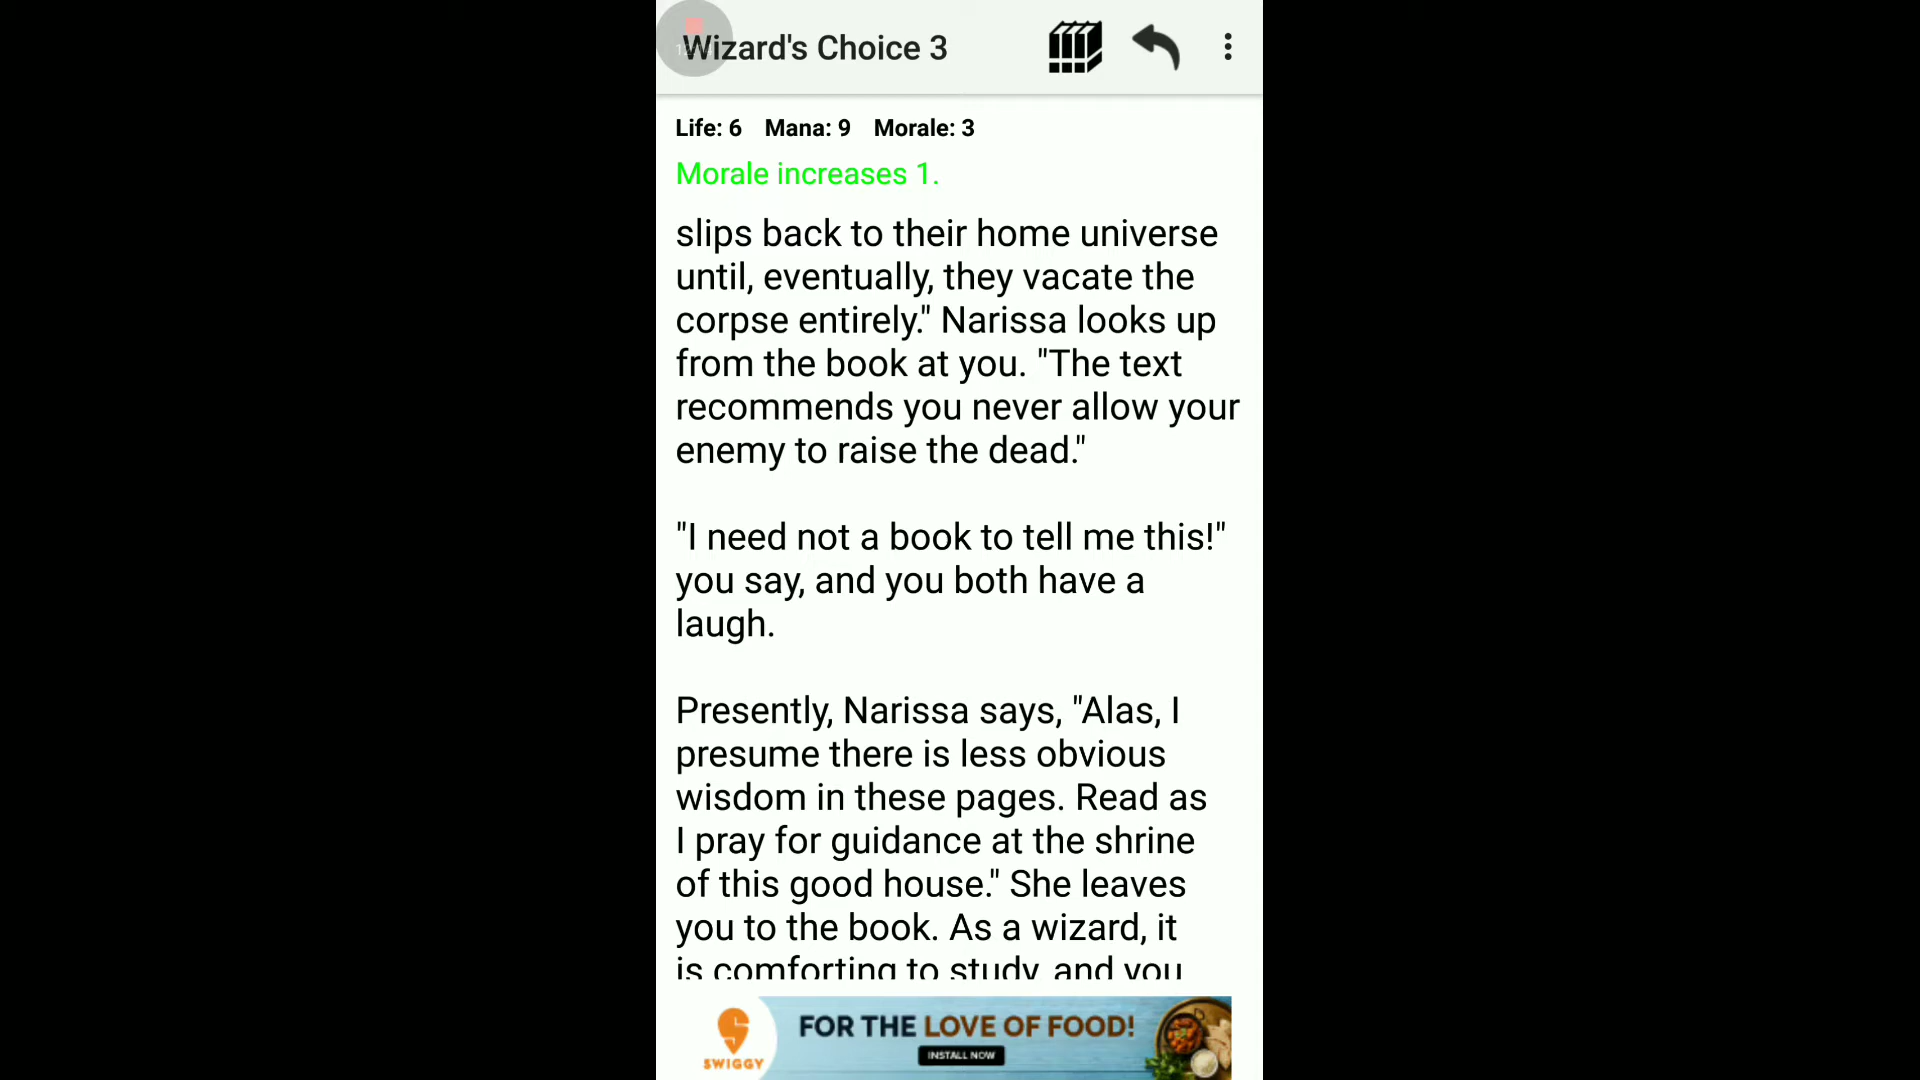 Wizard's Choice 3
Life: 6 Mana: 9 Morale: 3
Morale increases 1.
slips back to their home universe
until, eventually, they vacate the
corpse entirely." Narissa looks up
from the book at you. "The text
recommends you never allow your
enemy to raise the dead."
"I need not a book to tell me this!"
you say, and you both have a
laugh.
Presently, Narissa says, "Alas, I
presume there is less obvious
wisdom in these pages. Read as
I pray for guidance at the shrine
of this good house." She leaves
you to the book. As a wizard, it
is comforting to study, and you
FOR THE LOVE OF FOOD!
INSTALL NOW
SWIGGY